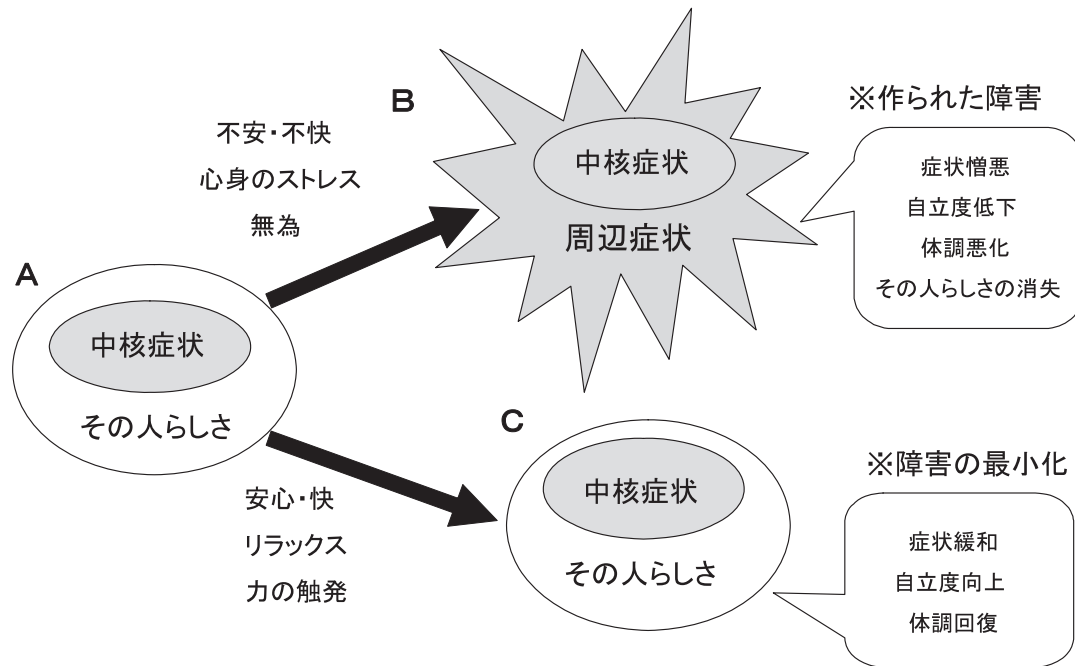 A
中核症状
その人らしさ
不安・不快
心身のストレス
無為
B
中核症状
周辺症状
※作られた障害
症状憎悪
自立度低下
体調悪化
その人らしさの消失
安心・快
リラックス
力の触発
C
中核症状
その人らしさ
※障害の最小化
症状緩和
自立度向上
体調回復